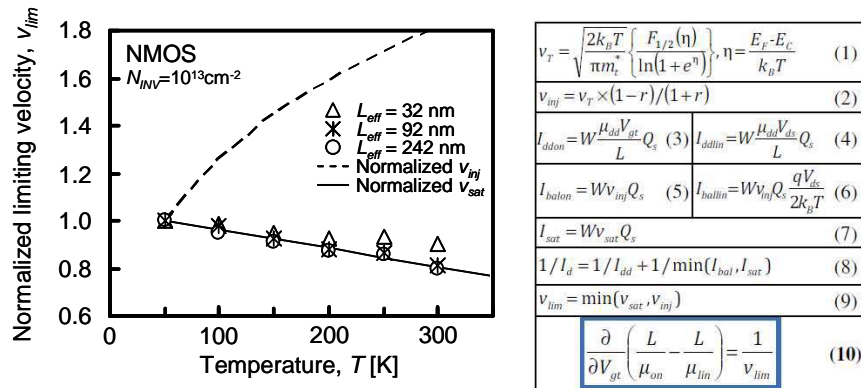 Normalized limiting velocity, v_lim
1.8
1.6
1.4
1.2
1.0
0.8
0.6
NMOS
N_INV=10^13cm^-2
L_eff = 32 nm
L_eff = 92 nm
L_eff = 242 nm
Normalized v_inj
Normalized v_sat
0 100 200 300
Temperature, T [K]
v_T = √(2k_BT/πm_t^*) {F_1/2(η)/ln(1+e^η)}, η = (E_F-E_C)/k_BT (1)
v_inj = v_T ×(1-r)/(1+r) (2)
I_ddon = W (μ_dd V_gt/L) Q_s (3) I_ddlin = W (μ_dd V_ds/L) Q_s (4)
I_balon = Wv_inj Q_s (5) I_ballin = Wv_inj Q_s (qV_ds/2k_BT) (6)
I_sat = Wv_sat Q_s (7)
1/I_d = 1/I_dd + 1/min(I_bal, I_sat) (8)
v_lim = min(v_sat, v_inj) (9)
∂/∂V_gt (L/μ_on - L/μ_lin) = 1/v_lim (10)